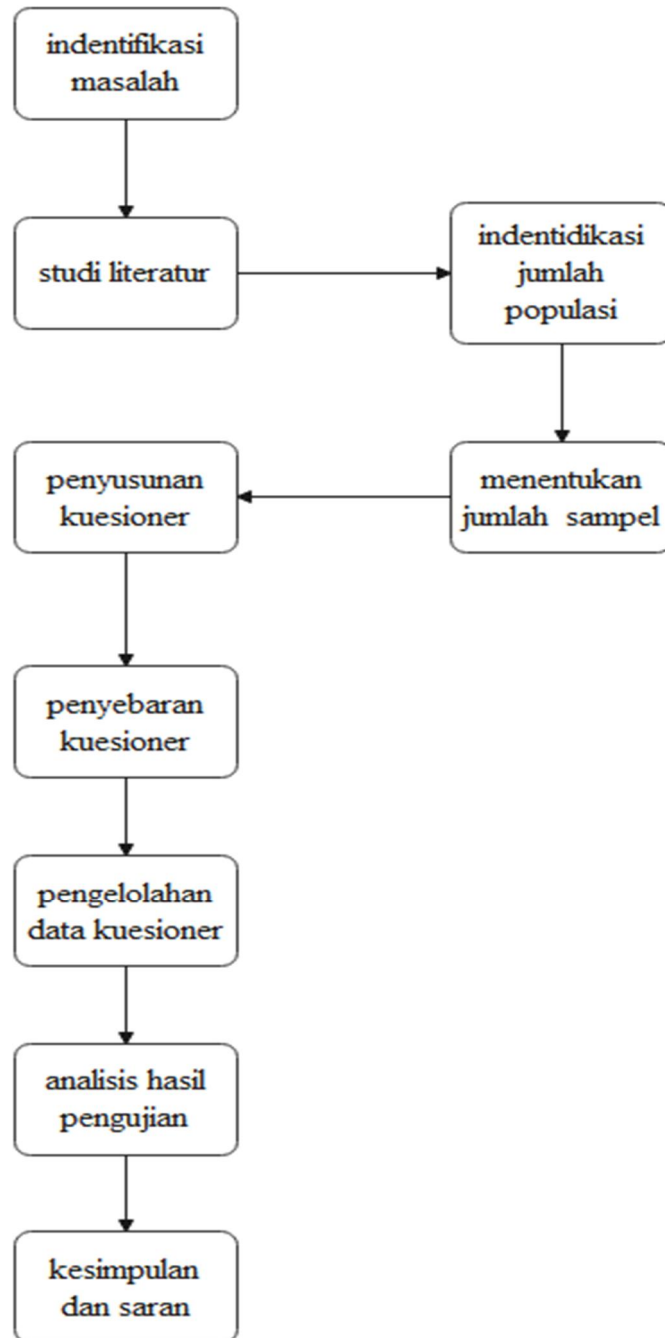 indentifikasi
masalah
studi literatur
indentidikasi
jumlah
populasi
menentukan
jumlah sampel
penyusunan
kuesioner
penyebaran
kuesioner
pengelolahan
data kuesioner
analisis hasil
pengujian
kesimpulan
dan saran